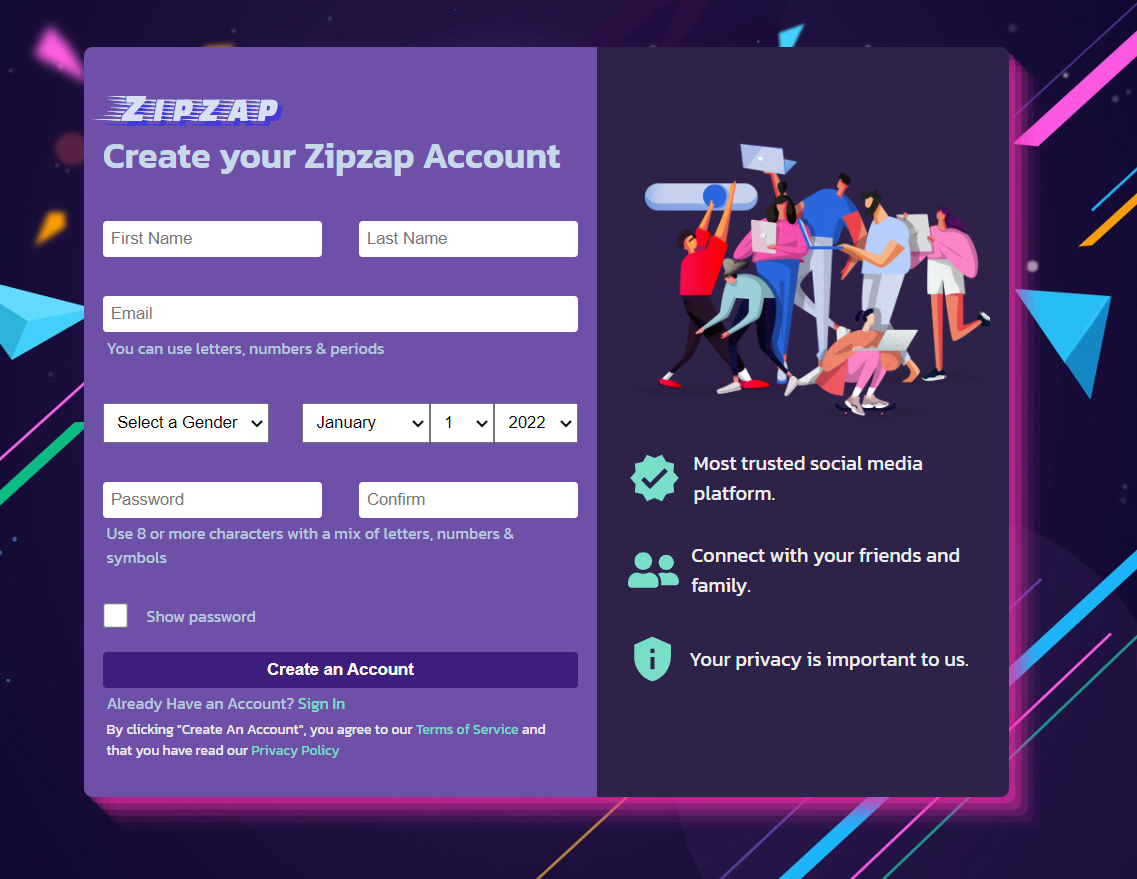 Zipzap
Create your Zipzap Account
First Name
Last Name
Email
You can use letters, numbers & periods
Select a Gender
January
1
2022
Password
Confirm
Use 8 or more characters with a mix of letters, numbers &
symbols
Show password
Create an Account
Already Have an Account? Sign In
By clicking "Create An Account", you agree to our Terms of Service and
that you have read our Privacy Policy
Most trusted social media
platform.
Connect with your friends and
family.
Your privacy is important to us.